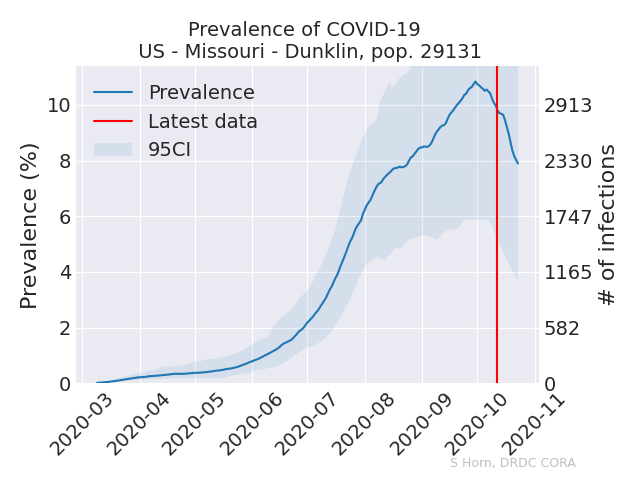 Prevalence of COVID-19
US - Missouri - Dunklin, pop. 29131
Prevalence
Latest data
95CI
Prevalence (%)
10
8
6
4
2
0
2913
2330
1747
1165
582
0
# of infections
2020-03
2020-04
2020-05
2020-06
2020-07
2020-08
2020-09
2020-10
2020-11
S Horn, DRDC CORA